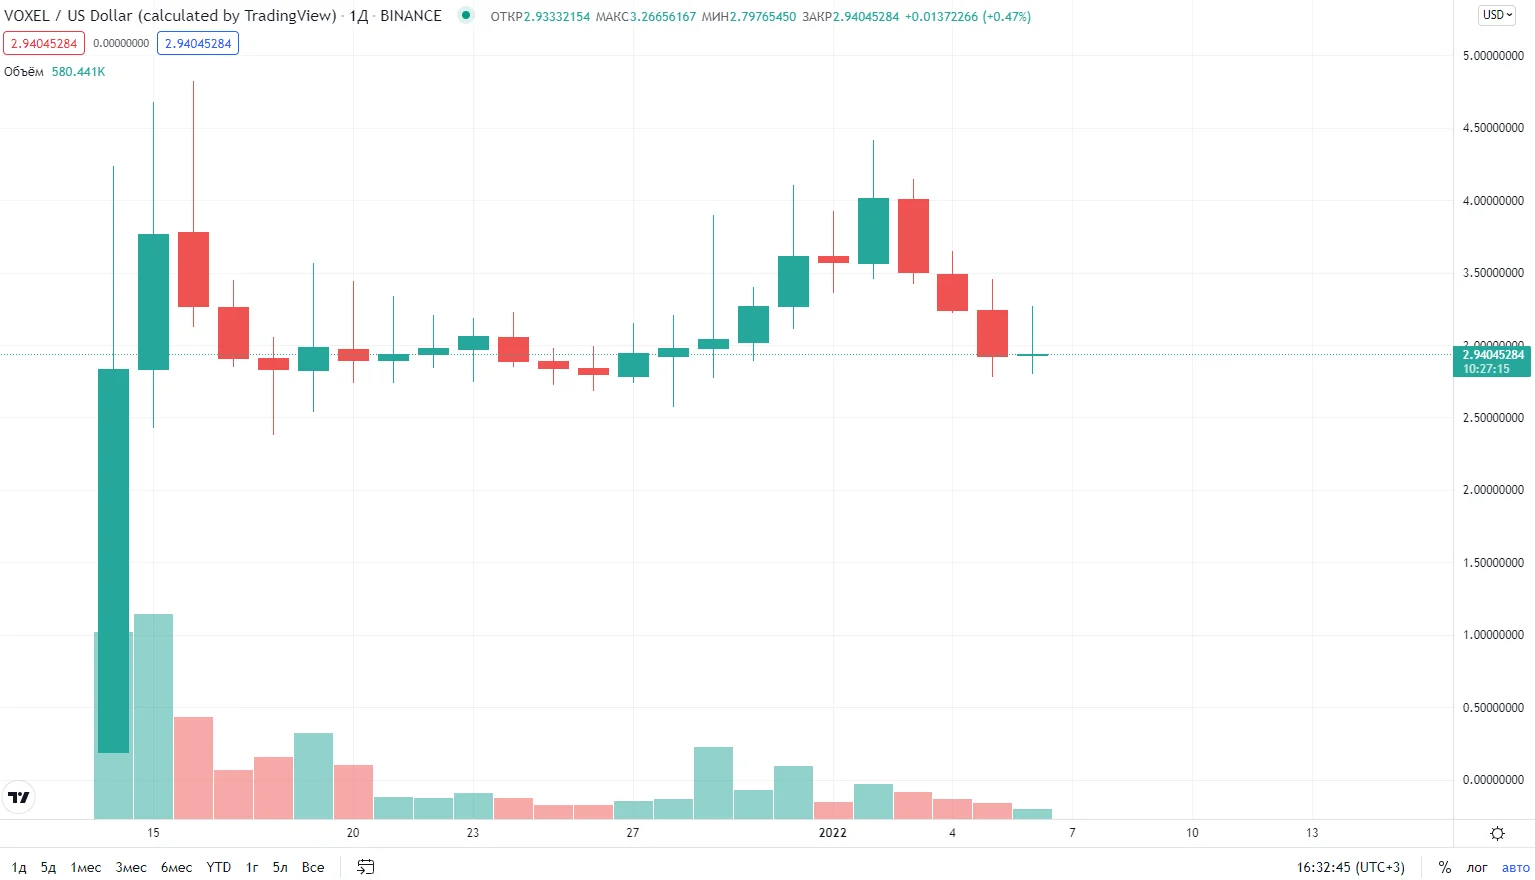 VOXEL / US Dollar (calculated by TradingView) · 1Д · BINANCE ОТКР2.93332154 МАКС3.26656167 МИН2.79765450 ЗАКР2.94045284 +0.01372266 (+0.47%) USD
2.94045284 0.00000000 2.94045284
Объём 580.441K
5.00000000
4.50000000
4.00000000
3.50000000
3.00000000
2.94045284
10:27:15
2.50000000
2.00000000
1.50000000
1.00000000
0.50000000
0.00000000
15 20 23 27 2022 4 7 10 13
1д 5д 1мес 3мес 6мес YTD 1г 5л Все 16:32:45 (UTC+3) % лог авто